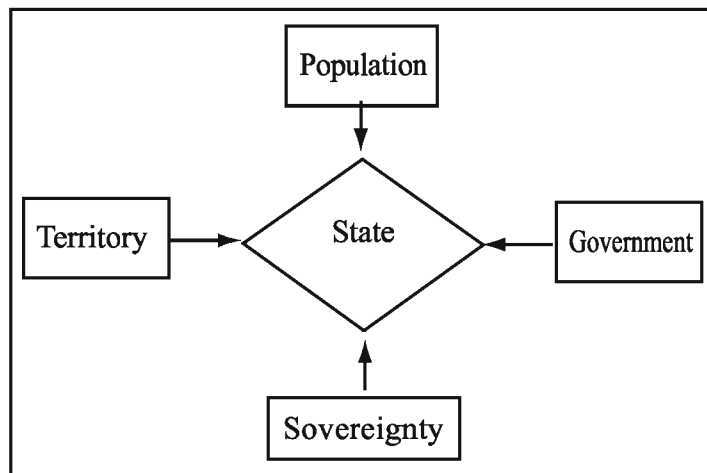 Population
Territory
State
Government
Sovereignty